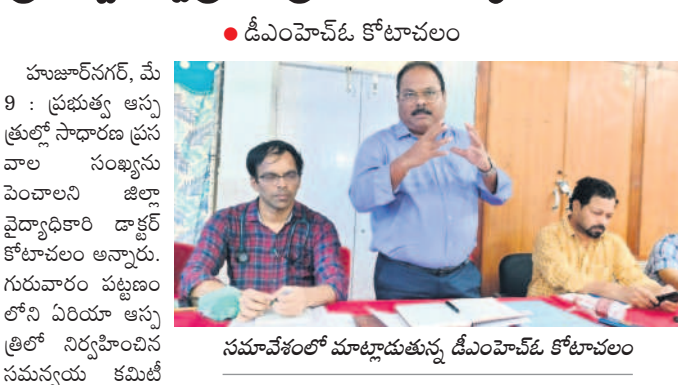 ● డీఎంహెచ్ఓ కోటాచలం
హుజూర్‌నగర్, మే
9 : ప్రభుత్వ ఆస్ప
త్రుల్లో సాధారణ ప్రస
వాల సంఖ్యను
పెంచాలని జిల్లా
వైద్యాధికారి డాక్టర్
కోటాచలం అన్నారు.
గురువారం పట్టణం
లోని ఏరియా ఆస్ప
త్రిలో నిర్వహించిన
సమన్వయ కమిటీ
సమావేశంలో మాట్లాడుతున్న డీఎంహెచ్ఓ కోటాచలం